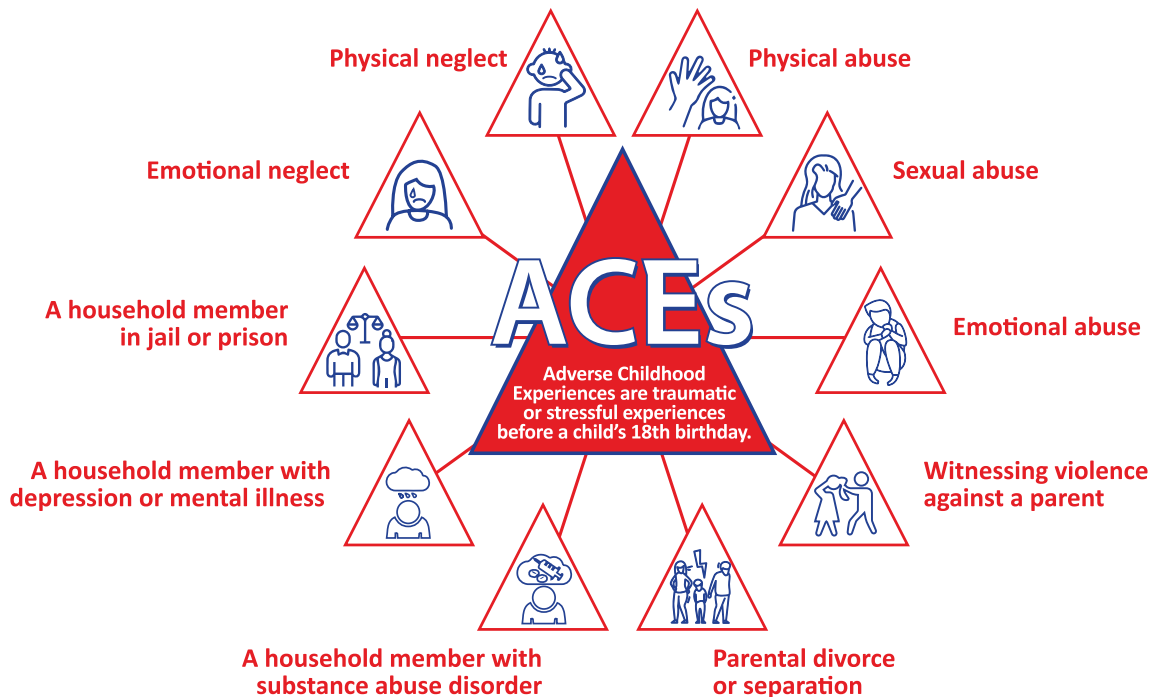 Physical neglect
Physical abuse
Emotional neglect
Sexual abuse
A household member
in jail or prison
ACEs
Emotional abuse
Adverse Childhood
Experiences are traumatic
or stressful experiences
before a child's 18th birthday.
A household member with
depression or mental illness
Witnessing violence
against a parent
A household member with
substance abuse disorder
Parental divorce
or separation